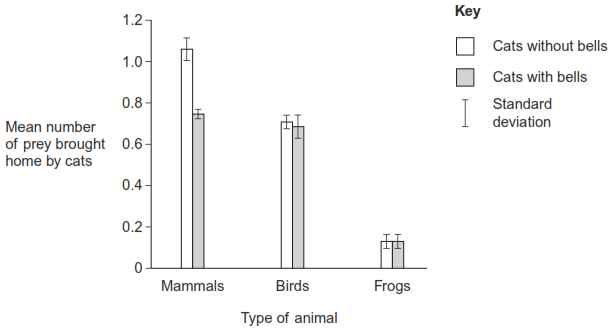 Key
Cats without bells
Cats with bells
Standard
deviation
Mean number
of prey brought
home by cats
1.2
1.0
0.8
0.6
0.4
0.2
0
Mammals Birds Frogs
Type of animal